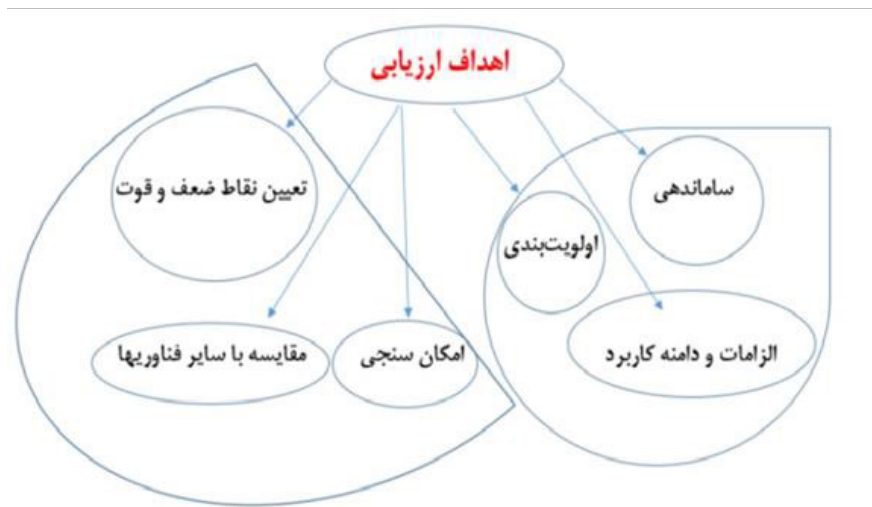 اهداف ارزیابی
ساماندهی
تعیین نقاط ضعف و قوت
اولویت‌بندی
الزامات و دامنه کاربرد
امکان سنجی
مقایسه با سایر فناوریها